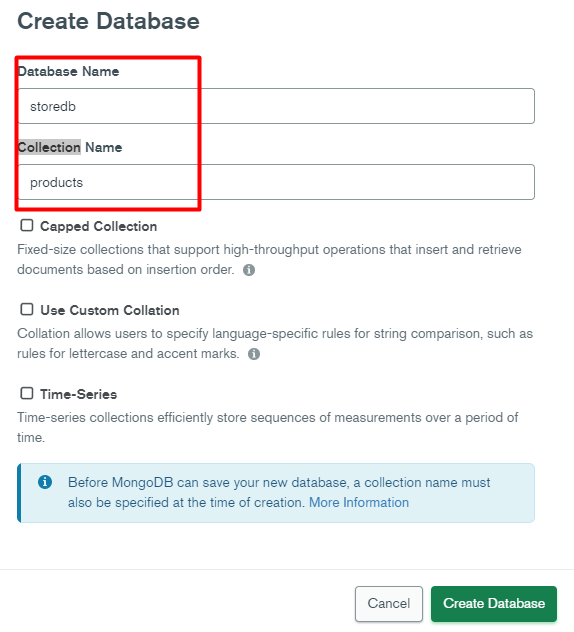 Create Database
Database Name
storedb
Collection Name
products
Capped Collection
Fixed-size collections that support high-throughput operations that insert and retrieve
documents based on insertion order.
Use Custom Collation
Collation allows users to specify language-specific rules for string comparison, such as
rules for lettercase and accent marks.
Time-Series
Time-series collections efficiently store sequences of measurements over a period of
time.
Before MongoDB can save your new database, a collection name must
also be specified at the time of creation. More Information
Cancel
Create Database